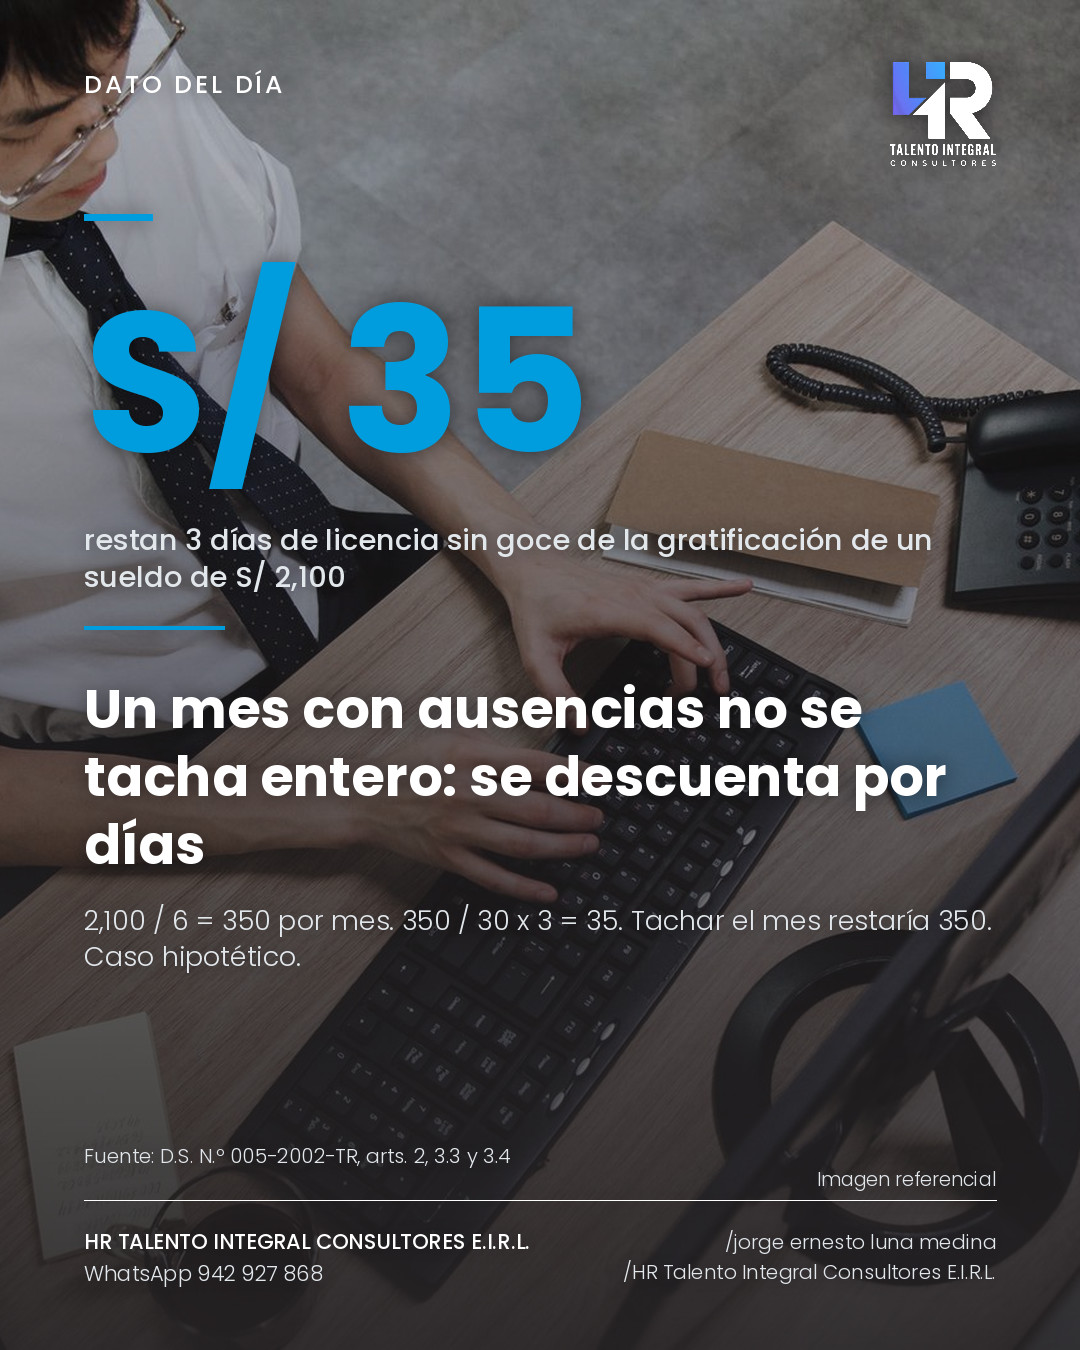 DATO DEL DÍA
TALENTO INTEGRAL
CONSULTORES
S/ 35
restan 3 días de licencia sin goce de la gratificación de un
sueldo de S/ 2,100
Un mes con ausencias no se
tacha entero: se descuenta por
días
2,100 / 6 = 350 por mes. 350 / 30 x 3 = 35. Tachar el mes restaría 350.
Caso hipotético.
Fuente: D.S. N.º 005-2002-TR, arts. 2, 3.3 y 3.4
Imagen referencial
HR TALENTO INTEGRAL CONSULTORES E.I.R.L.
WhatsApp 942 927 868
/jorge ernesto luna medina
/HR Talento Integral Consultores E.I.R.L.